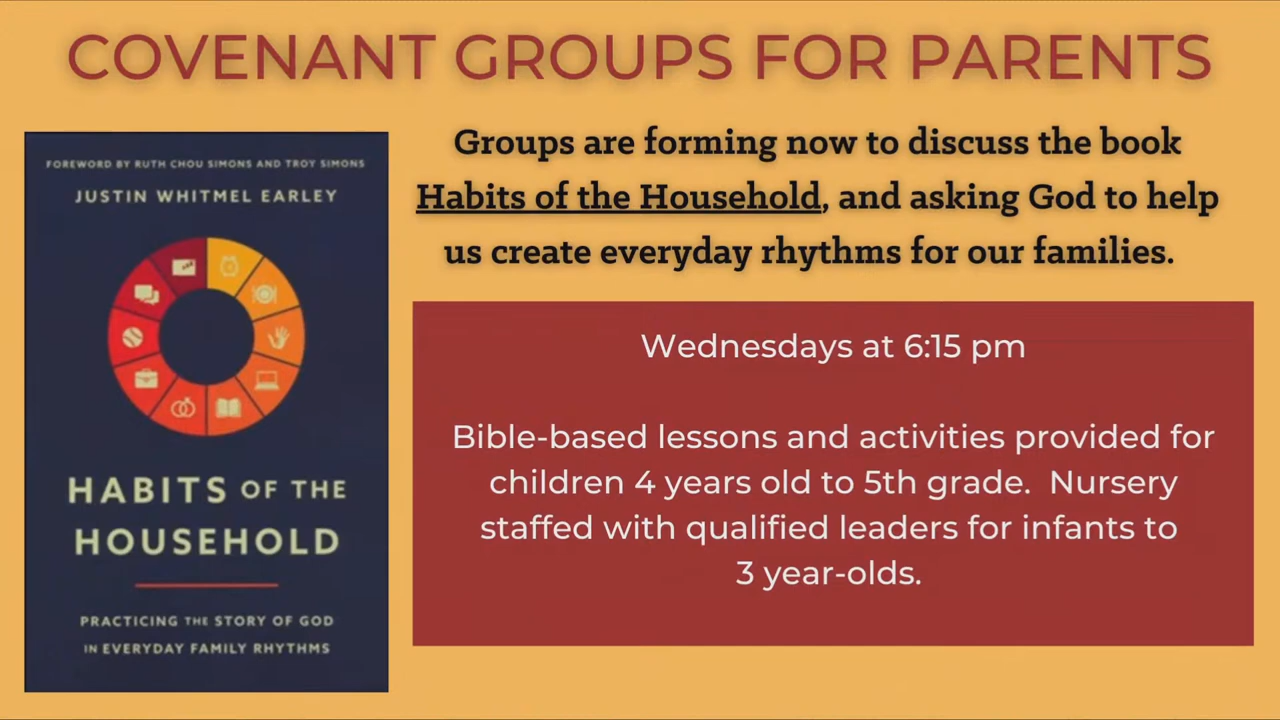 COVENANT GROUPS FOR PARENTS
FOREWORD BY RUTH CHOU SIMONS AND TROY SIMONS
JUSTIN WHITMEL EARLEY
HABITS OF THE
HOUSEHOLD
PRACTICING THE STORY OF GOD
IN EVERYDAY FAMILY RHYTHMS
Groups are forming now to discuss the book
Habits of the Household, and asking God to help
us create everyday rhythms for our families.
Wednesdays at 6:15 pm
Bible-based lessons and activities provided for
children 4 years old to 5th grade.  Nursery
staffed with qualified leaders for infants to
3 year-olds.